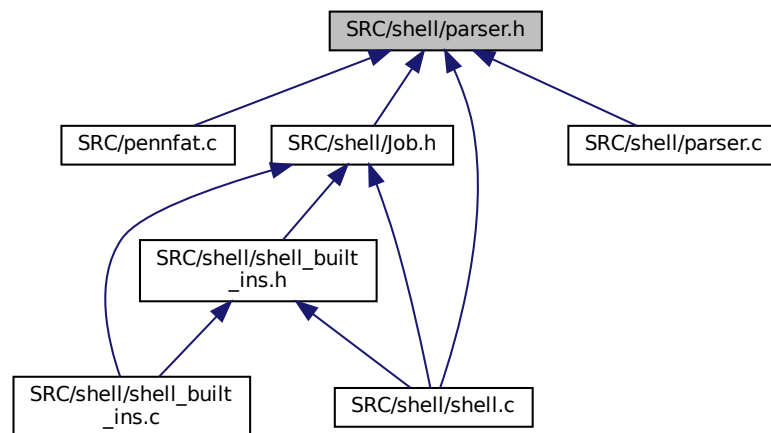 SRC/shell/parser.h
SRC/pennfat.c
SRC/shell/Job.h
SRC/shell/parser.c
SRC/shell/shell_built
_ins.h
SRC/shell/shell_built
_ins.c
SRC/shell/shell.c